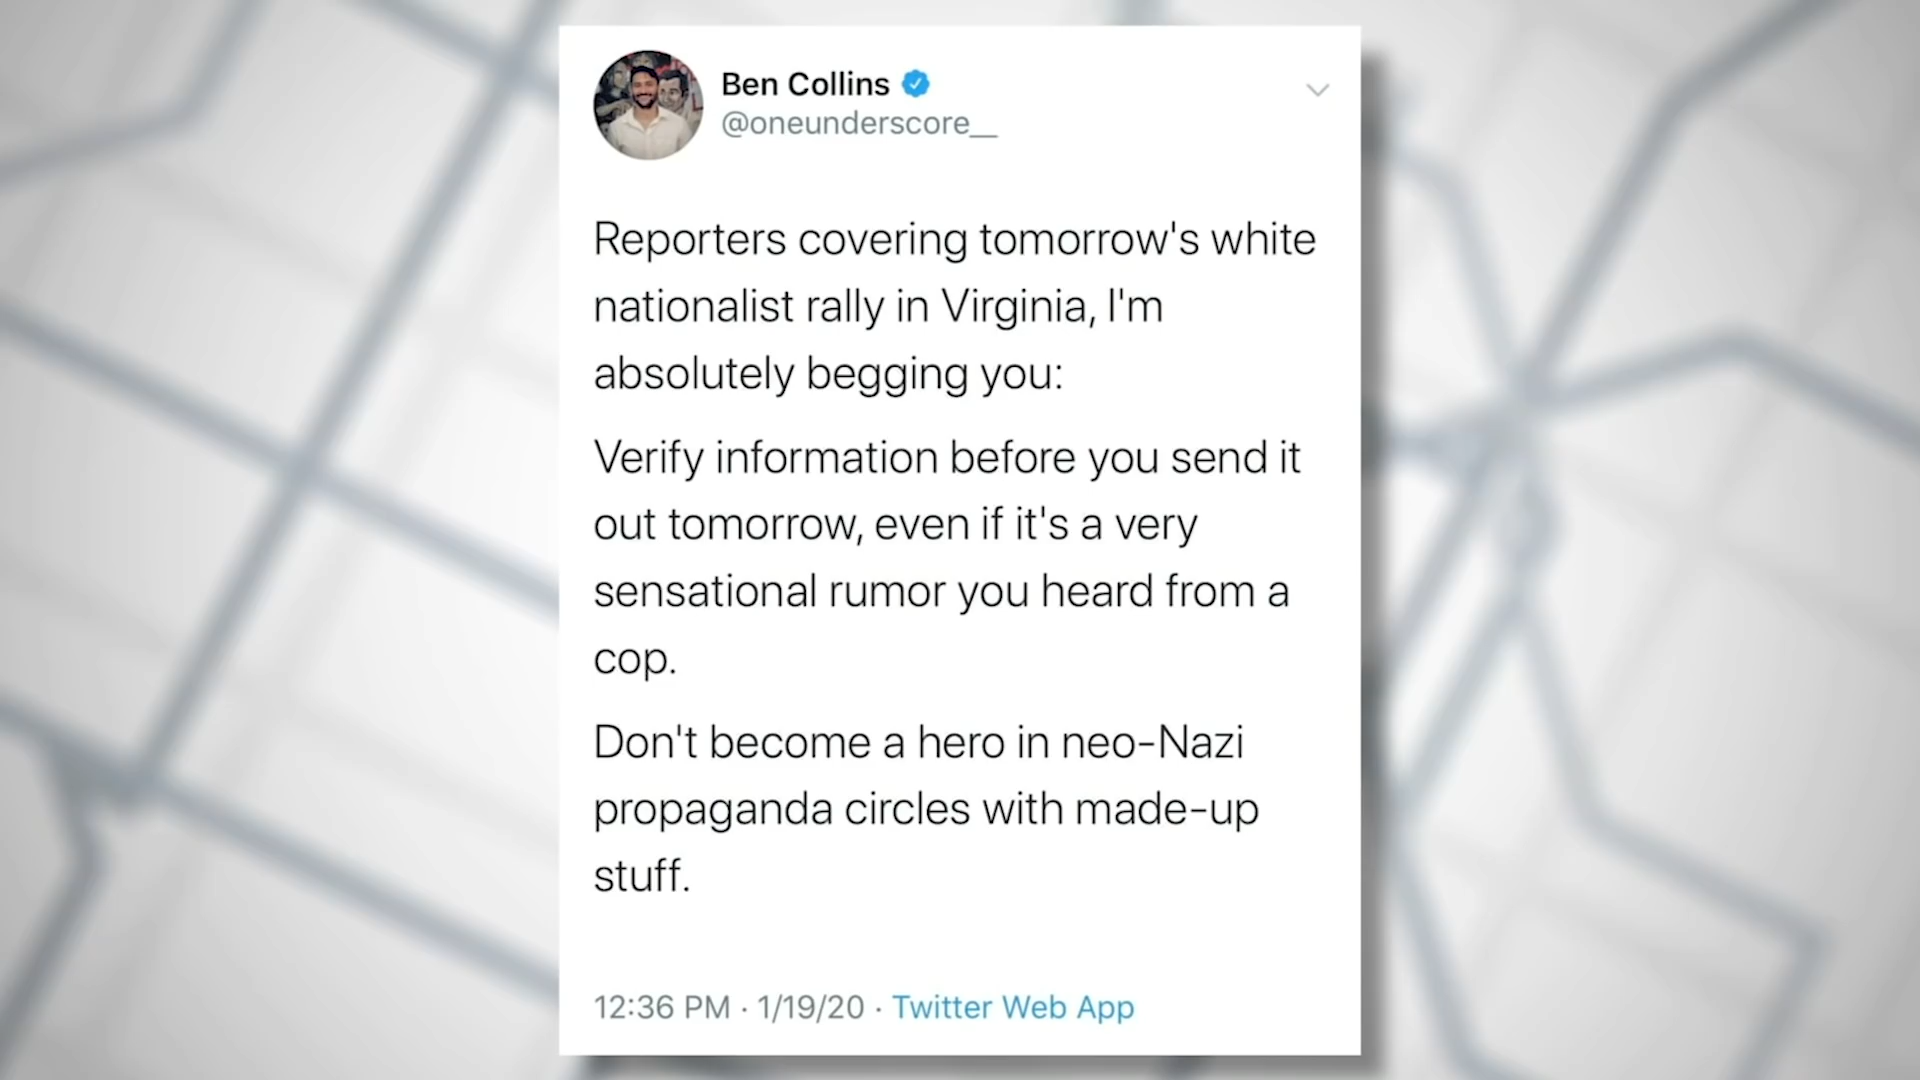 Ben Collins
@oneunderscore__
Reporters covering tomorrow's white
nationalist rally in Virginia, I'm
absolutely begging you:
Verify information before you send it
out tomorrow, even if it's a very
sensational rumor you heard from a
cop.
Don't become a hero in neo-Nazi
propaganda circles with made-up
stuff.
12:36 PM · 1/19/20 · Twitter Web App